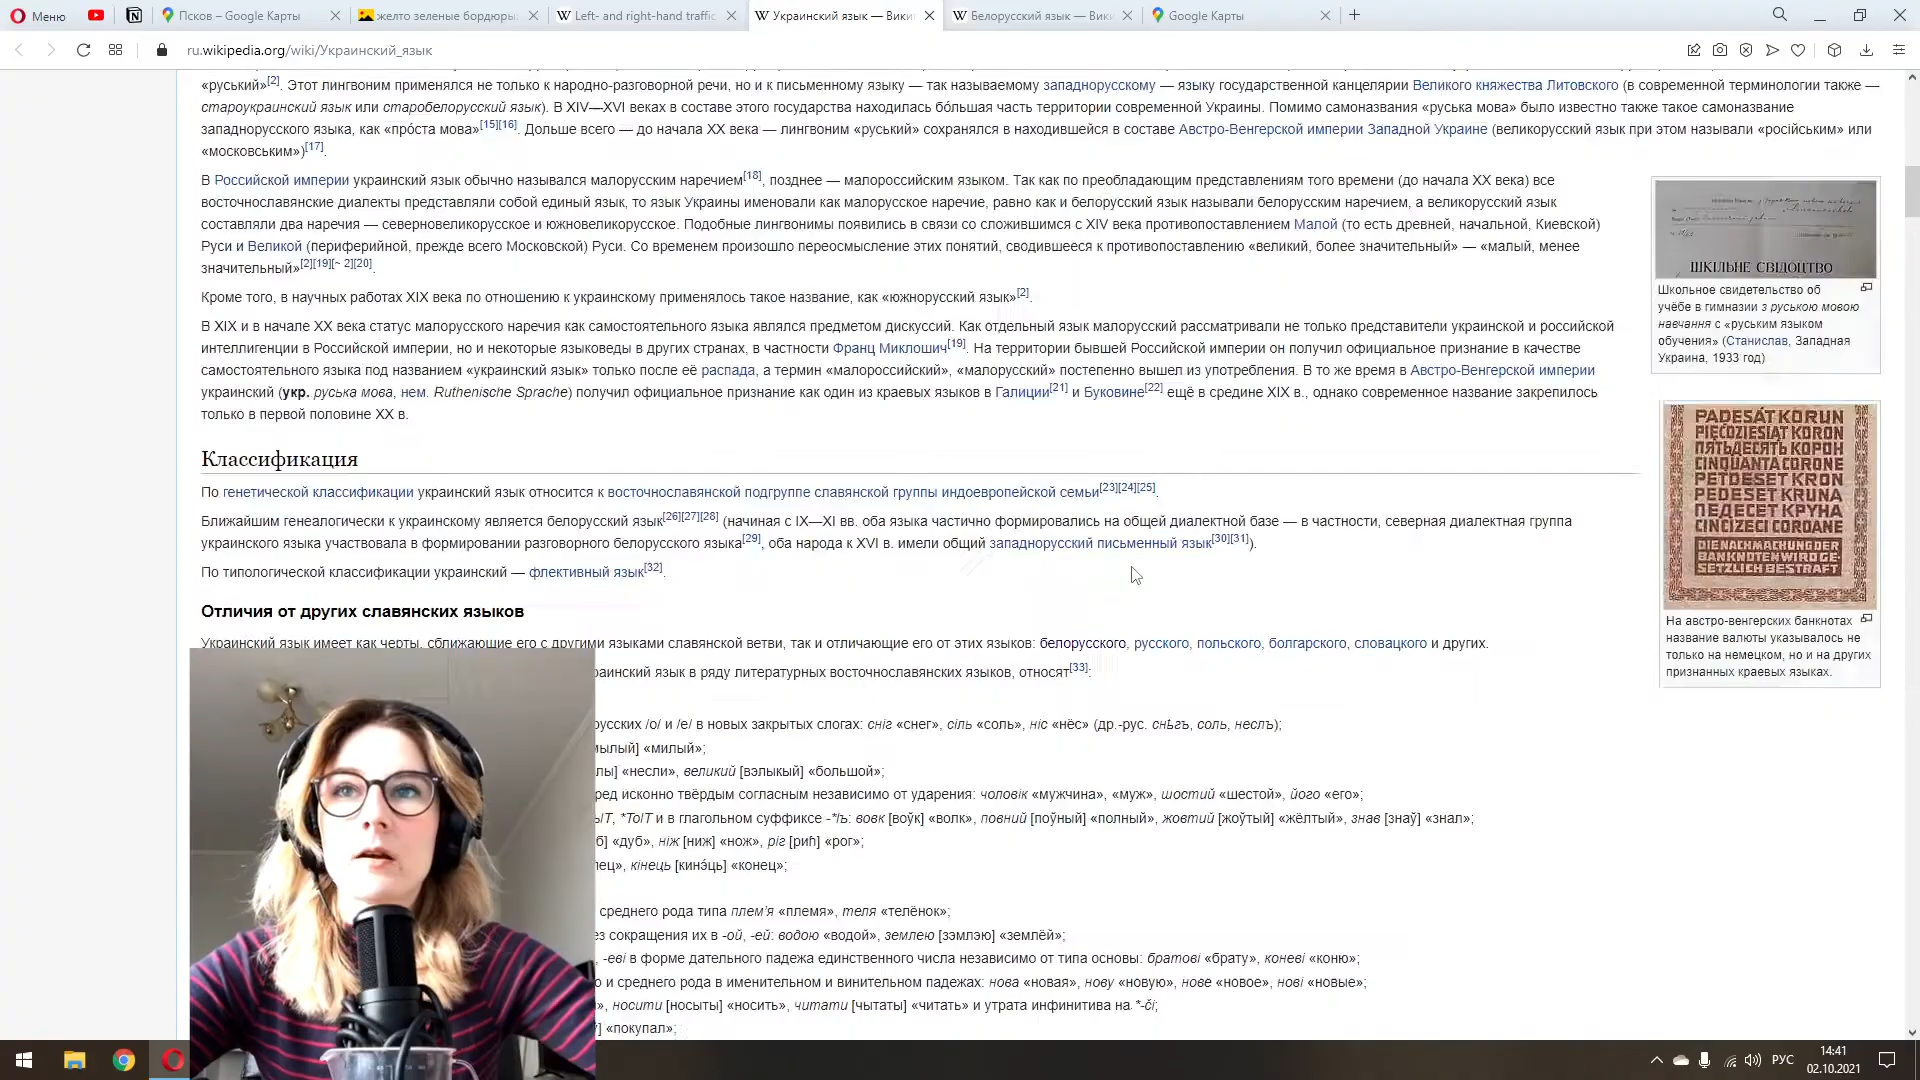 Меню
Псков – Google Карты
желто зеленые бордюры
Left- and right-hand traffic
Украинский язык — Вики
Белорусский язык — Вики
Google Карты
ru.wikipedia.org/wiki/Украинский_язык
«руський»[2]. Этот лингвоним применялся не только к народно-разговорной речи, но и к письменному языку — так называемому западнорусскому — языку государственной канцелярии Великого княжества Литовского (в современной терминологии также —
староукраинский язык или старобелорусский язык). В XIV—XVI веках в составе этого государства находилась бо́льшая часть территории современной Украины. Помимо самоназвания «руська мова» было известно также такое самоназвание
западнорусского языка, как «про́ста мова»[15][16]. Дольше всего — до начала XX века — лингвоним «руський» сохранялся в находившейся в составе Австро-Венгерской империи Западной Украине (великорусский язык при этом называли «російським» или
«московським»)[17].
В Российской империи украинский язык обычно назывался малорусским наречием[18], позднее — малороссийским языком. Так как по преобладающим представлениям того времени (до начала XX века) все
восточнославянские диалекты представляли собой единый язык, то язык Украины именовали как малорусское наречие, равно как и белорусский язык называли белорусским наречием, а великорусский язык
составляли два наречия — северновеликорусское и южновеликорусское. Подобные лингвонимы появились в связи со сложившимся с XIV века противопоставлением Малой (то есть древней, начальной, Киевской)
Руси и Великой (периферийной, прежде всего Московской) Руси. Со временем произошло переосмысление этих понятий, сводившееся к противопоставлению «великий, более значительный» — «малый, менее
значительный»[2][19][~ 2][20].
Кроме того, в научных работах XIX века по отношению к украинскому применялось такое название, как «южнорусский язык»[2].
В XIX и в начале XX века статус малорусского наречия как самостоятельного языка являлся предметом дискуссий. Как отдельный язык малорусский рассматривали не только представители украинской и российской
интеллигенции в Российской империи, но и некоторые языковеды в других странах, в частности Франц Миклошич[19]. На территории бывшей Российской империи он получил официальное признание в качестве
самостоятельного языка под названием «украинский язык» только после её распада, а термин «малороссийский», «малорусский» постепенно вышел из употребления. В то же время в Австро-Венгерской империи
украинский (укр. руська мова, нем. Ruthenische Sprache) получил официальное признание как один из краевых языков в Галиции[21] и Буковине[22] ещё в средине XIX в., однако современное название закрепилось
только в первой половине XX в.
ШКІЛЬНЕ СВІДОЦТВО
Школьное свидетельство об
учёбе в гимназии з руською мовою
навчання с «руським языком
обучения» (Станислав, Западная
Украина, 1933 год)
PADESÁT KORUN
PIĘĆDZIESIĄT KORON
ПЯТЬДЕСЯТЬ КОРОН
CINQUANTA CORONE
PETDESET KRON
PEDESET KRUNA
ПЕДЕСЕТ КРУНА
CINCIZECI COROANE
DIE NACHMACHUNG DER
BANKNOTEN WIRD GE-
SETZLICH BESTRAFT
На австро-венгерских банкнотах
название валюты указывалось не
только на немецком, но и на других
признанных краевых языках.
Классификация
По генетической классификации украинский язык относится к восточнославянской подгруппе славянской группы индоевропейской семьи[23][24][25].
Ближайшим генеалогически к украинскому является белорусский язык[26][27][28] (начиная с IX—XI вв. оба языка частично формировались на общей диалектной базе — в частности, северная диалектная группа
украинского языка участвовала в формировании разговорного белорусского языка[29], оба народа к XVI в. имели общий западнорусский письменный язык[30][31]).
По типологической классификации украинский — флективный язык[32].
Отличия от других славянских языков
Украинский язык имеет как черты, сближающие его с другими языками славянской ветви, так и отличающие его от этих языков: белорусского, русского, польского, болгарского, словацкого и других.
раинский язык в ряду литературных восточнославянских языков, относят[33]:
русских /о/ и /е/ в новых закрытых слогах: сніг «снег», сіль «соль», ніс «нёс» (др.-рус. снѣгъ, соль, неслъ);
мылый] «милый»;
лы] «несли», великий [вэлыкый] «большой»;
ред исконно твёрдым согласным независимо от ударения: чоловік «мужчина», «муж», шостий «шестой», його «его»;
ыТ, *TolT и в глагольном суффиксе -*lъ: вовк [воўк] «волк», повний [поўный] «полный», жовтий [жоўтый] «жёлтый», знав [знаў] «знал»;
б] «дуб», ніж [ниж] «нож», ріг [риh] «рог»;
пец», кінець [кинэ́ць] «конец»;
среднего рода типа плем'я «племя», теля «телёнок»;
ез сокращения их в -ой, -ей: водою «водой», землею [зэмлэю] «землёй»;
, -еві в форме дательного падежа единственного числа независимо от типа основы: братові «брату», коневі «коню»;
о и среднего рода в именительном и винительном падежах: нова «новая», нову «новую», нове «новое», нові «новые»;
», носити [носыты] «носить», читати [чытаты] «читать» и утрата инфинитива на *-či;
] «покупал»;
РУС
14:41
02.10.2021